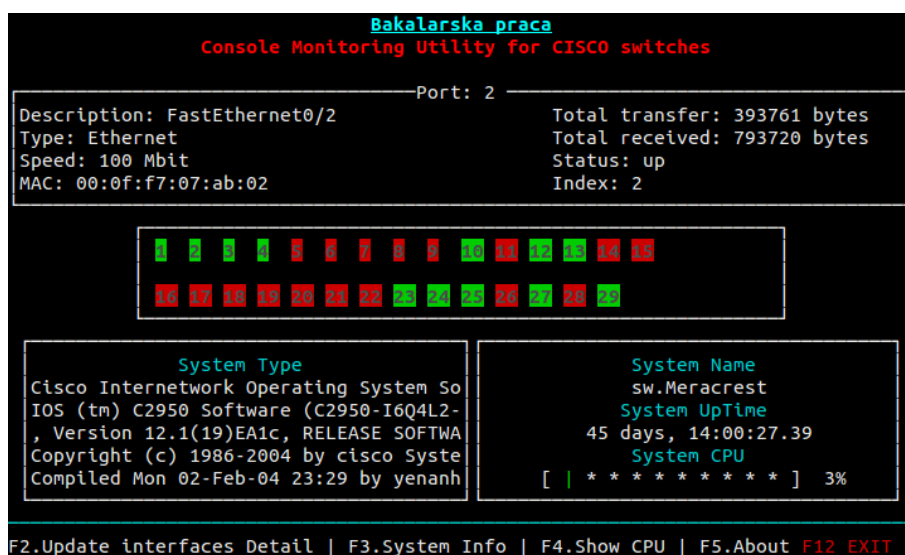 Bakalarska praca
Console Monitoring Utility for CISCO switches
Port: 2
Description: FastEthernet0/2 Total transfer: 393761 bytes
Type: Ethernet Total received: 793720 bytes
Speed: 100 Mbit Status: up
MAC: 00:0f:f7:07:ab:02 Index: 2
1 2 3 4 5 6 7 8 9 10 11 12 13 14 15
16 17 18 19 20 21 22 23 24 25 26 27 28 29
System Type
Cisco Internetwork Operating System So
IOS (tm) C2950 Software (C2950-I6Q4L2-
, Version 12.1(19)EA1c, RELEASE SOFTWA
Copyright (c) 1986-2004 by cisco Syste
Compiled Mon 02-Feb-04 23:29 by yenanh
System Name
sw.Meracrest
System UpTime
45 days, 14:00:27.39
System CPU
[ | * * * * * * * * * ] 3%
F2.Update interfaces Detail | F3.System Info | F4.Show CPU | F5.About F12 EXIT